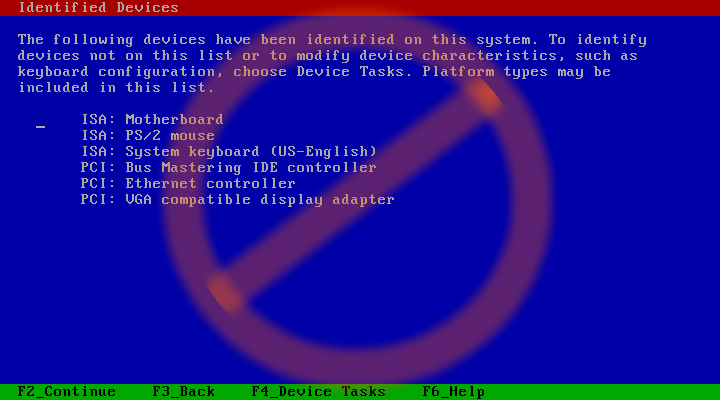 Identified Devices
The following devices have been identified on this system. To identify
devices not on this list or to modify device characteristics, such as
keyboard configuration, choose Device Tasks. Platform types may be
included in this list.
ISA: Motherboard
ISA: PS/2 mouse
ISA: System keyboard (US-English)
PCI: Bus Mastering IDE controller
PCI: Ethernet controller
PCI: VGA compatible display adapter
F2_Continue F3_Back F4_Device Tasks F6_Help